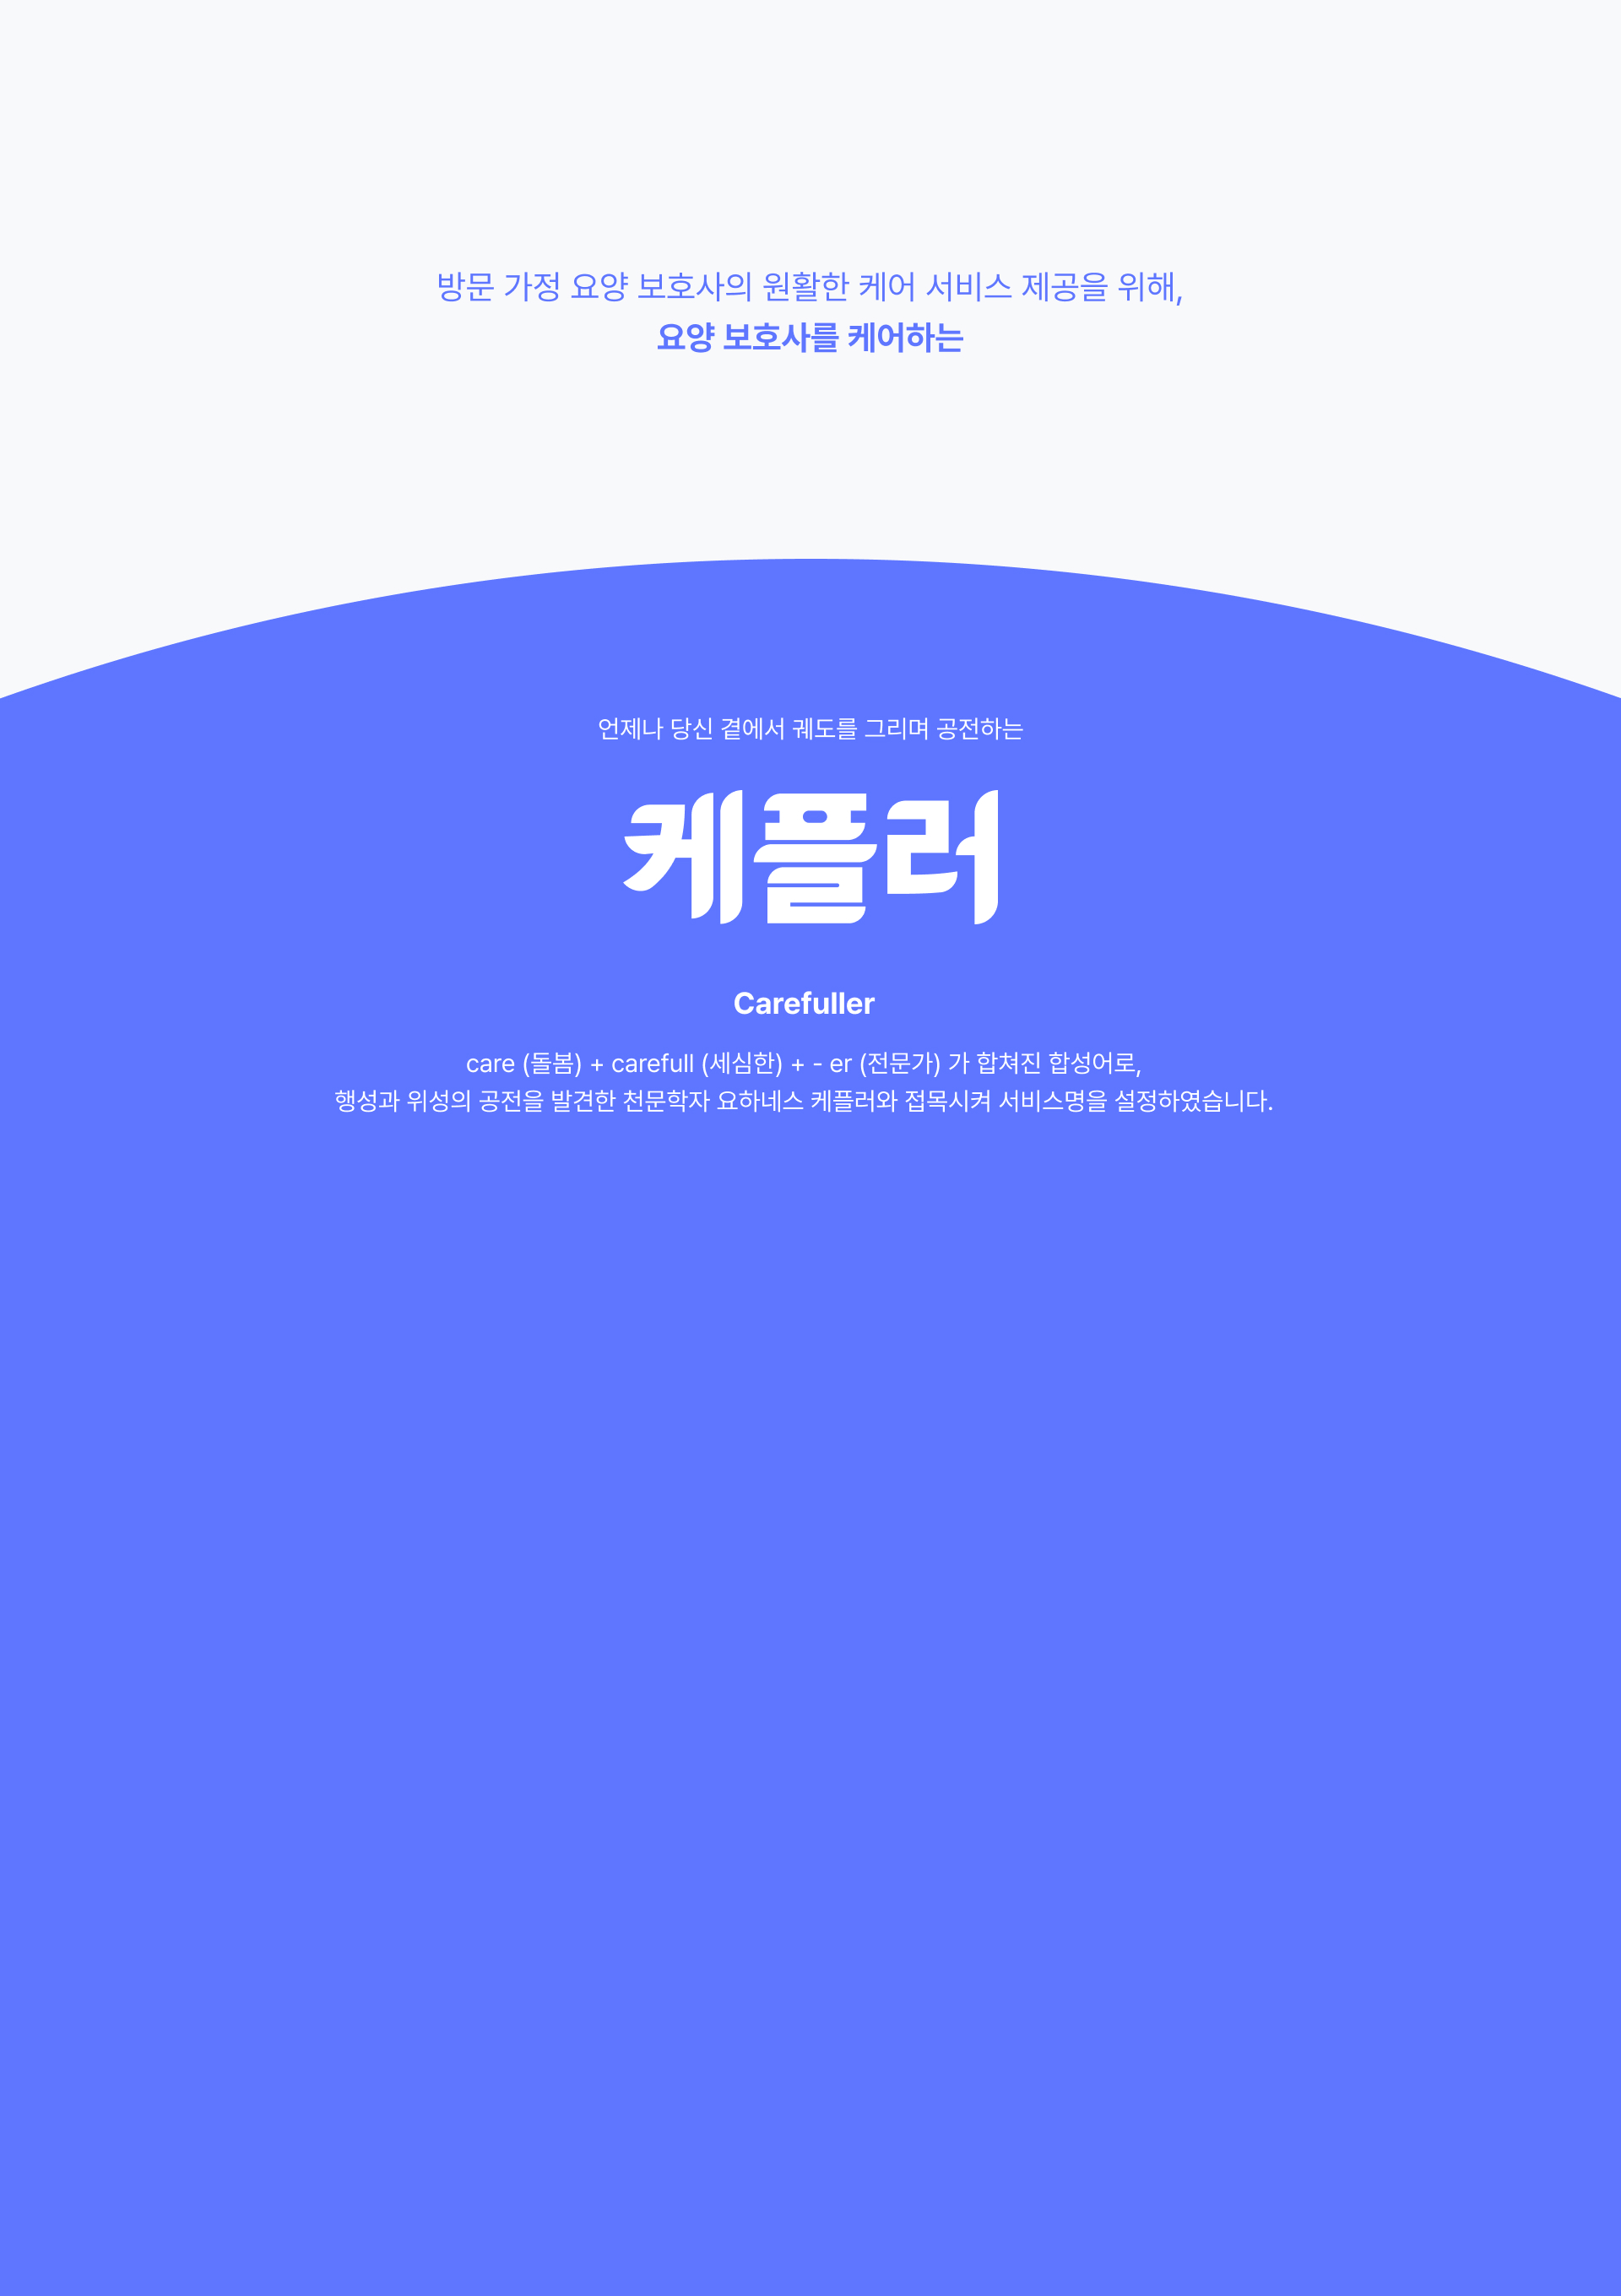 방문 가정 요양 보호사의 원활한 케어 서비스 제공을 위해,
요양 보호사를 케어하는
언제나 당신 곁에서 궤도를 그리며 공전하는
케플러
Carefuller
care (돌봄) + carefull (세심한) + - er (전문가) 가 합쳐진 합성어로,
행성과 위성의 공전을 발견한 천문학자 요하네스 케플러와 접목시켜 서비스명을 설정하였습니다.